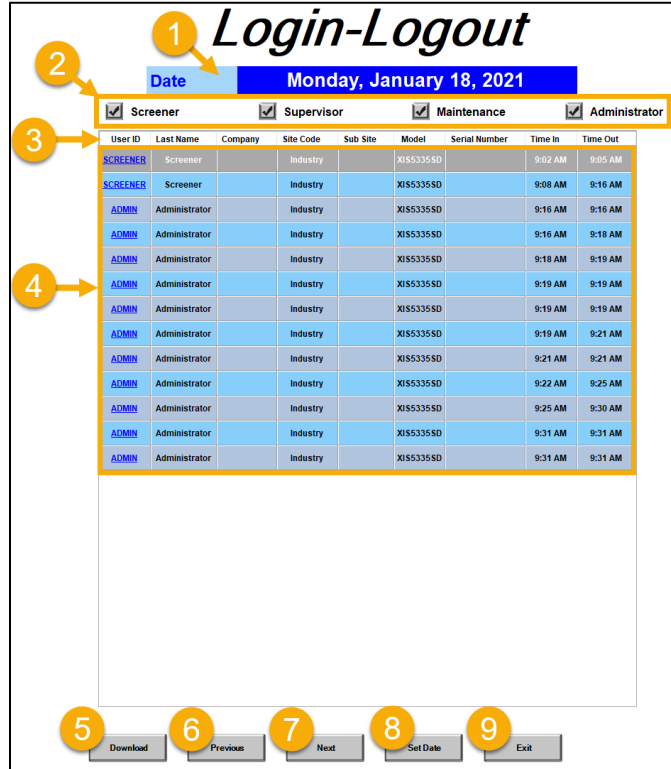 Login-Logout
1
Date Monday, January 18, 2021
2
Screener Supervisor Maintenance Administrator
3
User ID Last Name Company Site Code Sub Site Model Serial Number Time In Time Out
SCREENER Screener Industry XIS5335SD 9:02 AM 9:05 AM
SCREENER Screener Industry XIS5335SD 9:08 AM 9:16 AM
ADMIN Administrator Industry XIS5335SD 9:16 AM 9:16 AM
ADMIN Administrator Industry XIS5335SD 9:16 AM 9:18 AM
ADMIN Administrator Industry XIS5335SD 9:18 AM 9:19 AM
4
ADMIN Administrator Industry XIS5335SD 9:19 AM 9:19 AM
ADMIN Administrator Industry XIS5335SD 9:19 AM 9:19 AM
ADMIN Administrator Industry XIS5335SD 9:19 AM 9:21 AM
ADMIN Administrator Industry XIS5335SD 9:21 AM 9:21 AM
ADMIN Administrator Industry XIS5335SD 9:22 AM 9:25 AM
ADMIN Administrator Industry XIS5335SD 9:25 AM 9:30 AM
ADMIN Administrator Industry XIS5335SD 9:31 AM 9:31 AM
ADMIN Administrator Industry XIS5335SD 9:31 AM 9:31 AM
5 6 7 8 9
Download Previous Next Set Date Exit